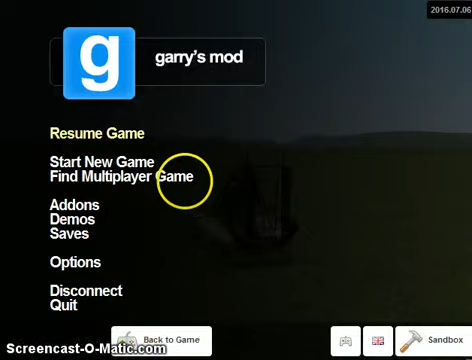 2016.07.06
g
garry's mod
Resume Game
Start New Game
Find Multiplayer Game
Addons
Demos
Saves
Options
Disconnect
Quit
Back to Game
Sandbox
Screencast-O-Matic.com